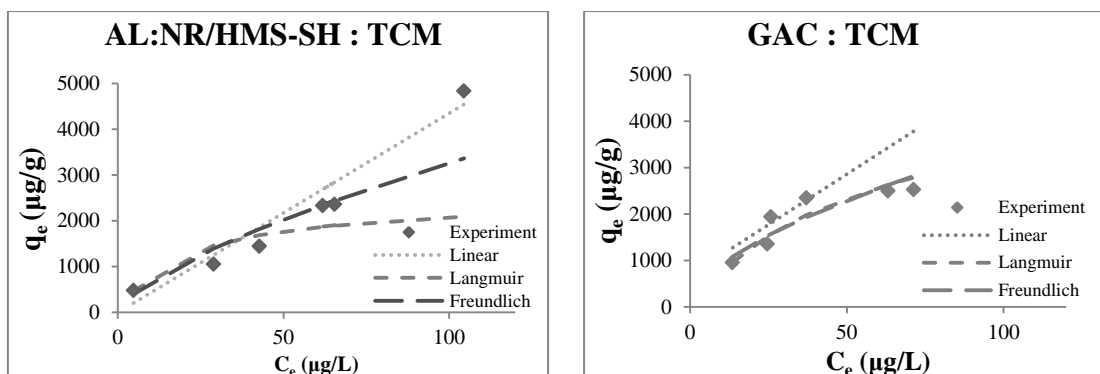 AL:NR/HMS-SH : TCM
5000
4000
3000
2000
1000
0
0
50
100
qe (µg/g)
Ce (µg/L)
Experiment
Linear
Langmuir
Freundlich
GAC : TCM
5000
4000
3000
2000
1000
0
0
50
100
qe (µg/g)
Ce (µg/L)
Experiment
Linear
Langmuir
Freundlich